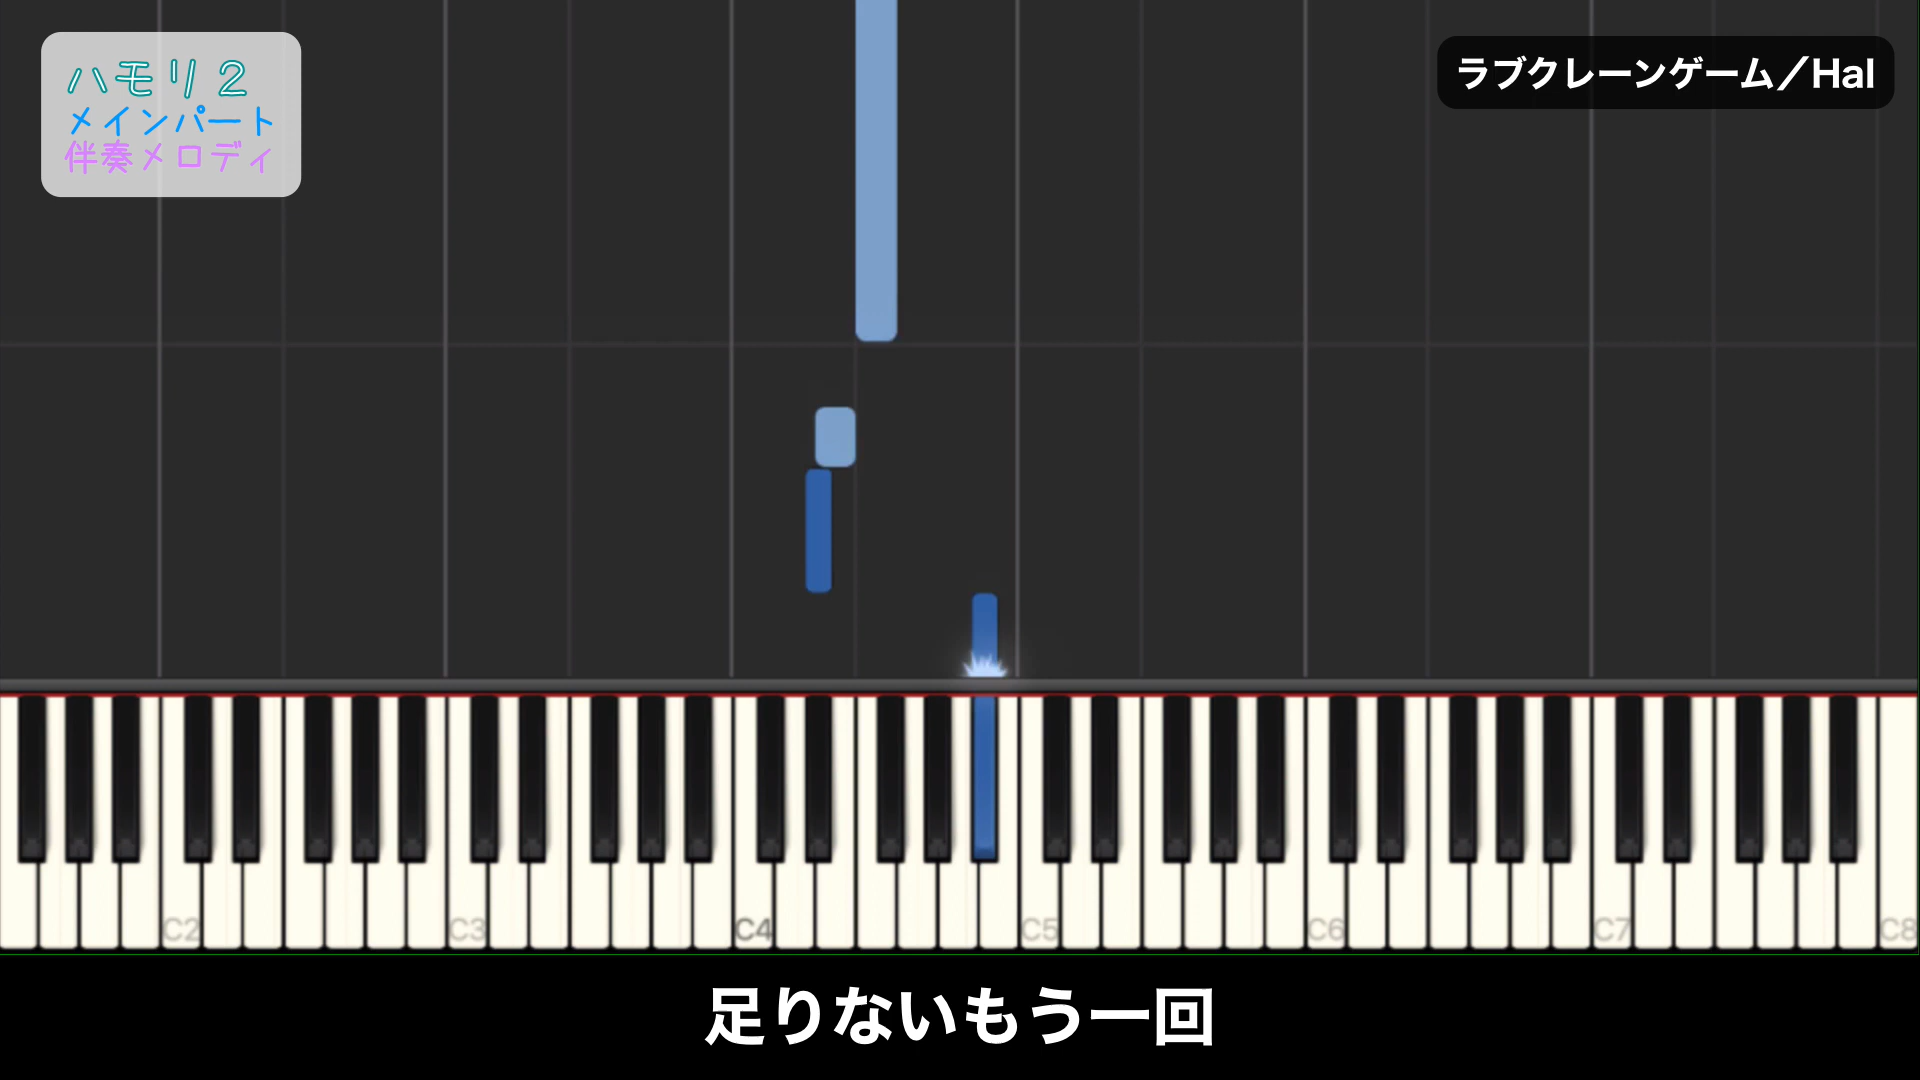 ハモリ2
メインパート
伴奏メロディ
ラブクレーンゲーム／Hal
C2 C3 C4 C5 C6 C7 C8
足りないもう一回